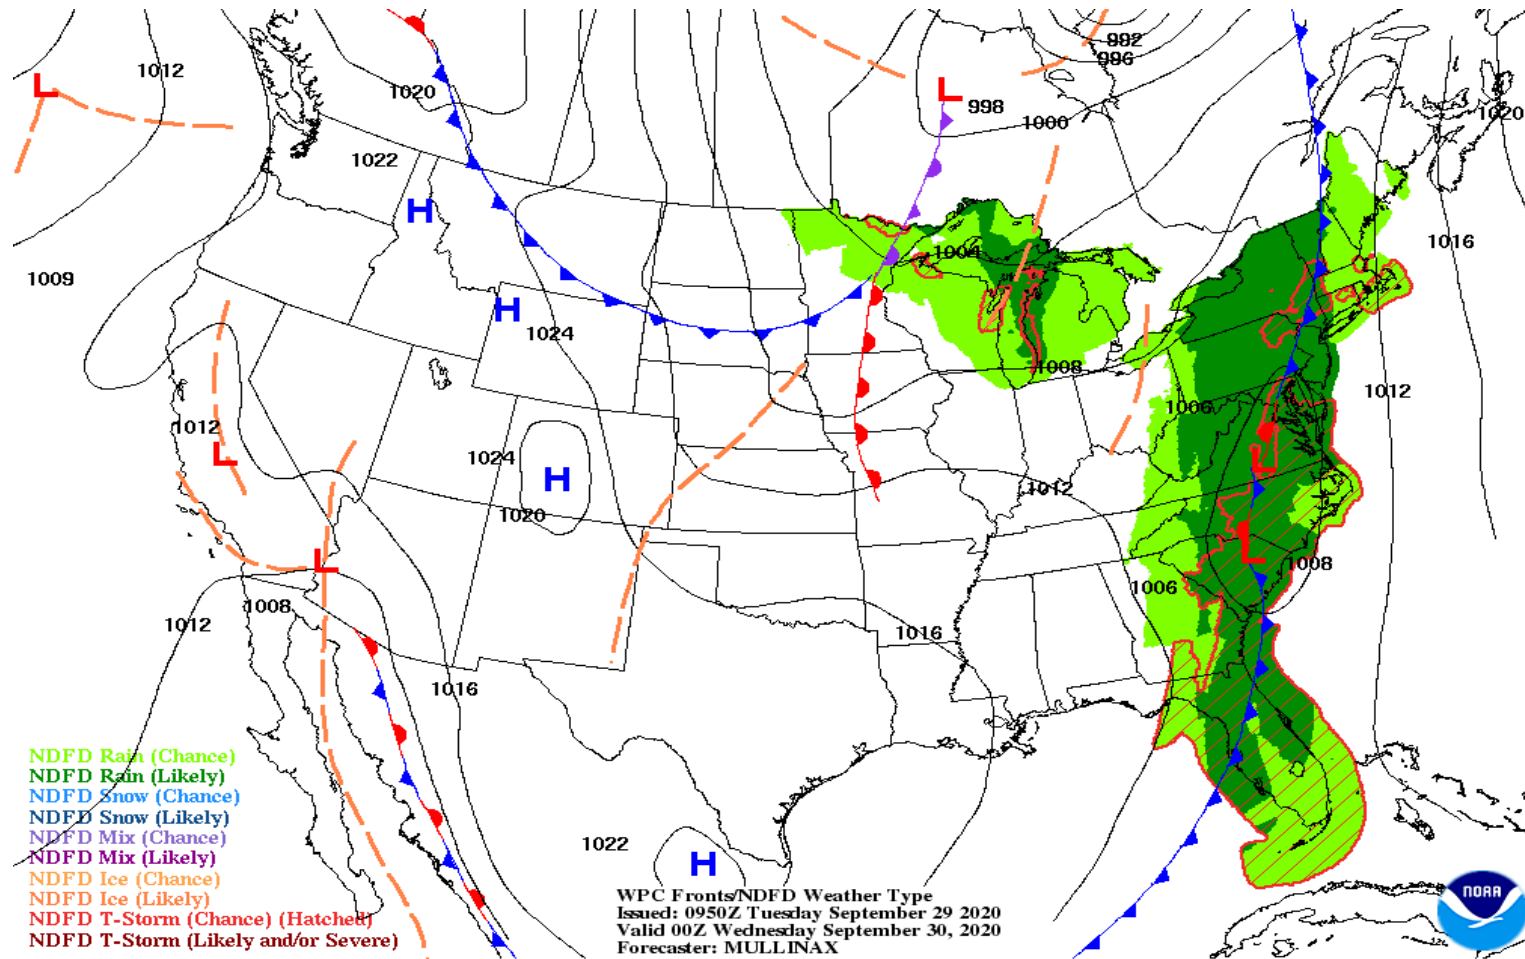 992
996
1012
1020
L
L
998
1000
1020
1022
H
1016
1004
1009
H
1024
1008
1012
1006
1012
L
1024
H
1012
1020
L
L
L
1008
1006
1008
1012
1016
1016
NDFD Rain (Chance)
NDFD Rain (Likely)
NDFD Snow (Chance)
NDFD Snow (Likely)
NDFD Mix (Chance)
NDFD Mix (Likely)
NDFD Ice (Chance)
NDFD Ice (Likely)
NDFD T-Storm (Chance) (Hatched)
NDFD T-Storm (Likely and/or Severe)
1022
H
WPC Fronts/NDFD Weather Type
Issued: 0950Z Tuesday September 29 2020
Valid 00Z Wednesday September 30, 2020
Forecaster: MULLINAX
NOAA